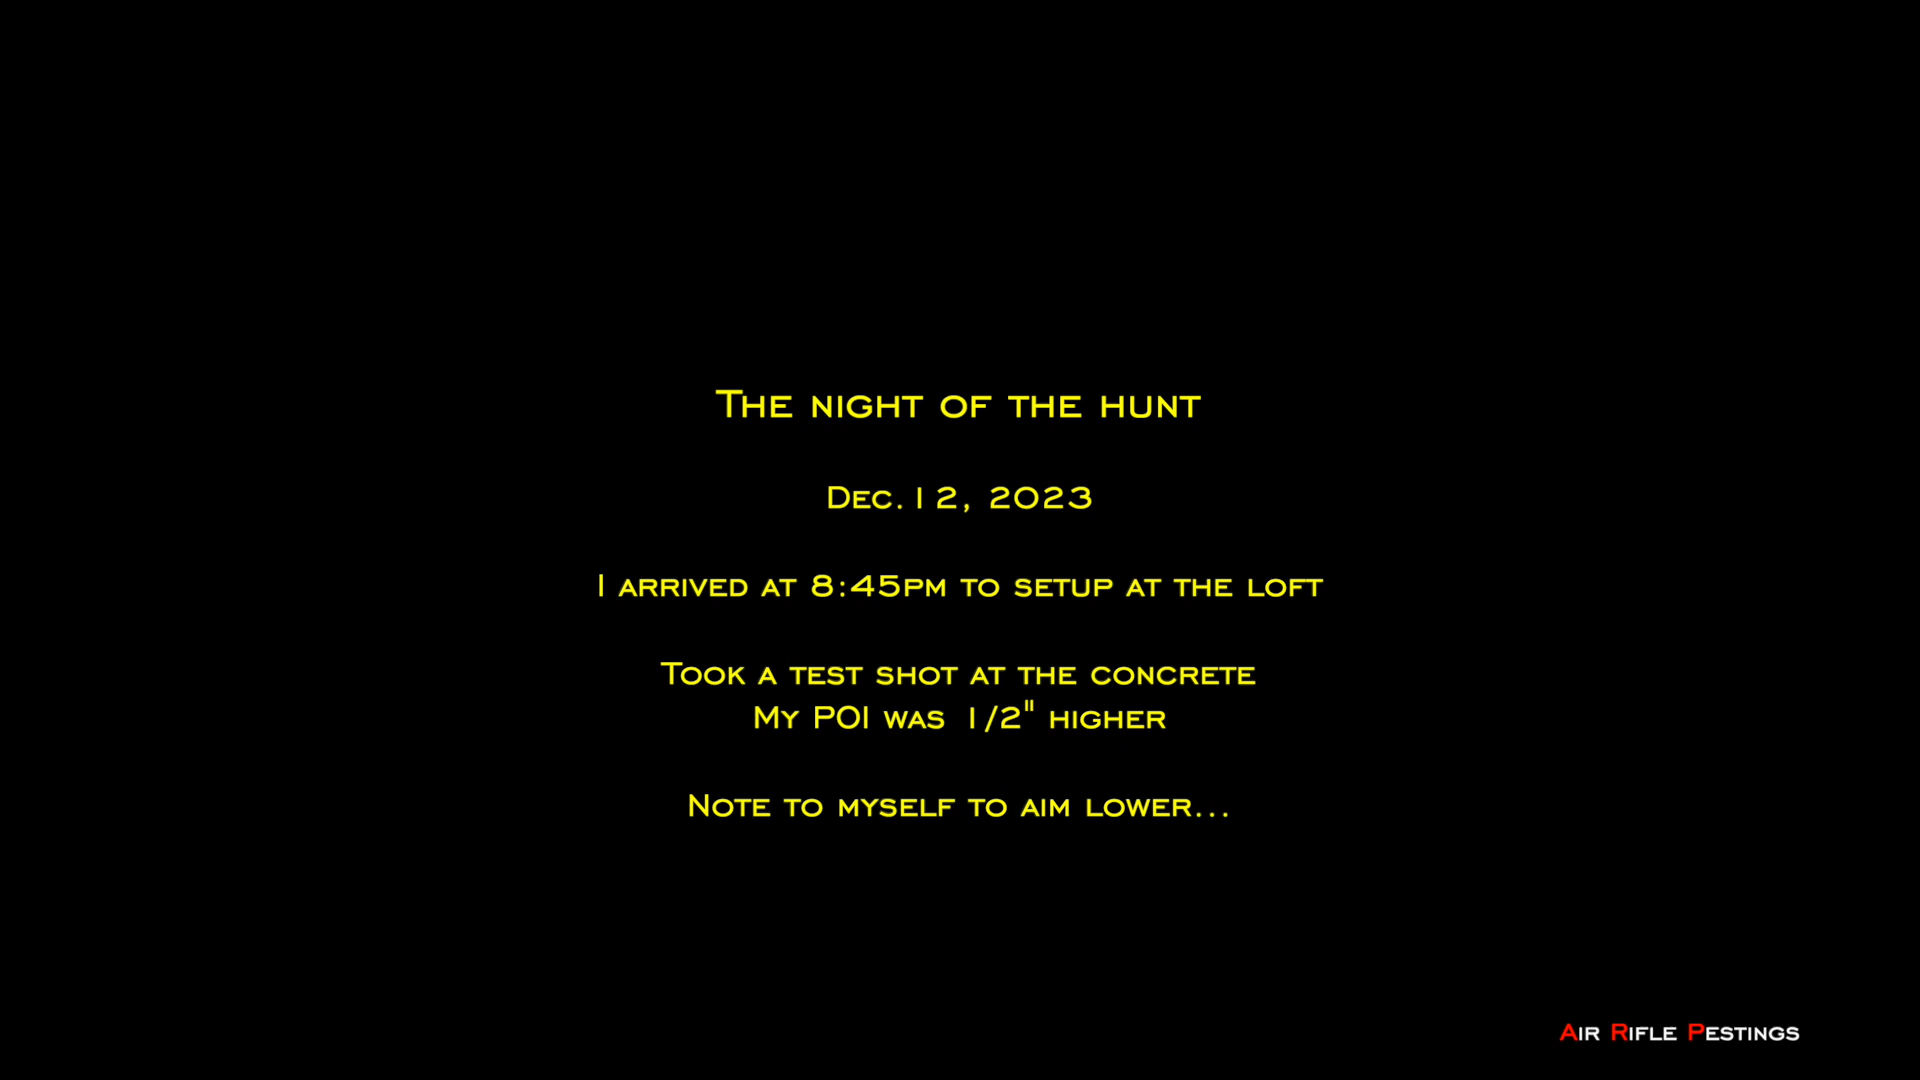 The night of the hunt
Dec.12, 2023
I arrived at 8:45pm to setup at the loft
Took a test shot at the concrete
My POI was 1/2" higher
Note to myself to aim lower...
Air Rifle Pestings